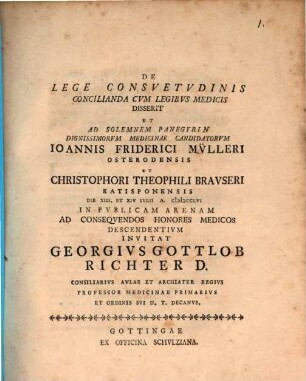 1.
DE
LEGE CONSVETVDINIS
CONCILIANDA CVM LEGIBVS MEDICIS
DISSERIT
ET
AD SOLEMNEM PANEGYRIN
DIGNISSIMORVM MEDICINAE CANDIDATORVM
IOANNIS FRIDERICI MÜLLERI
OSTERODENSIS
ET
CHRISTOPHORI THEOPHILI BRAVSERI
RATISPONENSIS
DIE XIII. ET XIV IVLII A. CIƆIƆCCLVI
IN PVBLICAM ARENAM
AD CONSEQVENDOS HONORES MEDICOS
DESCENDENTIVM
INVITAT
GEORGIVS GOTTLOB
RICHTER D.
CONSILIARIVS AVLAE ET ARCHIATER REGIVS
PROFESSOR MEDICINAE PRIMARIVS
ET ORDINIS SVI H. T. DECANVS.
GOTTINGAE
EX OFFICINA SCHVLZIANA.